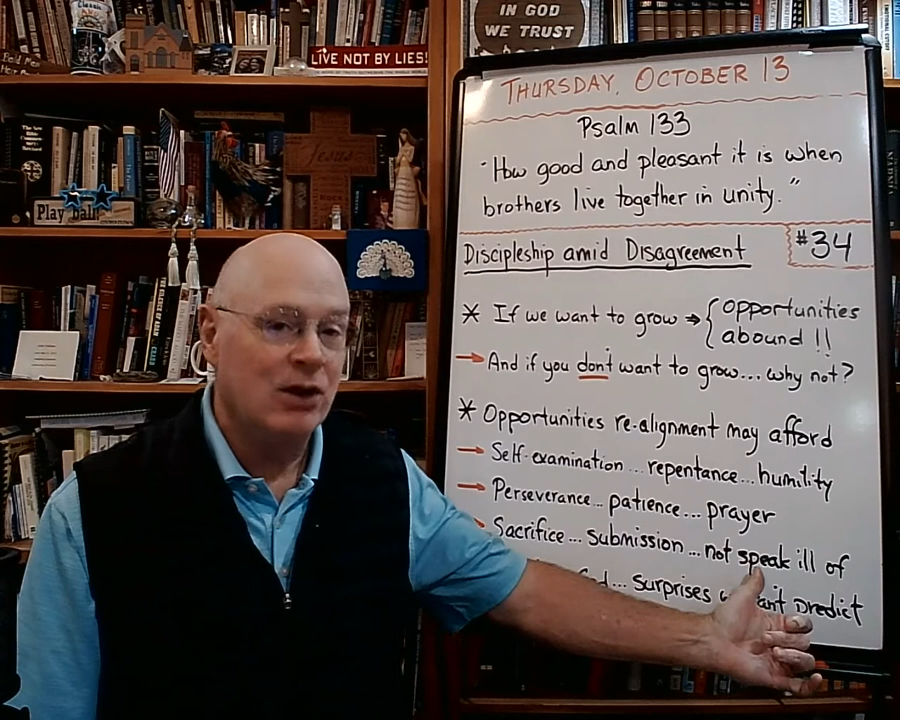 IN GOD
WE TRUST
LIVE NOT BY LIES!
Play Ball
Jesus
THURSDAY, OCTOBER 13
Psalm 133
"How good and pleasant it is when
brothers live together in unity."
Discipleship amid Disagreement
#34
* If we want to grow → { opportunities
abound !!
→ And if you don't want to grow... why not?
* Opportunities re-alignment may afford
→ Self-examination ... repentance... humility
→ Perseverance... patience... prayer
Sacrifice... submission... not speak ill of
... surprises predict